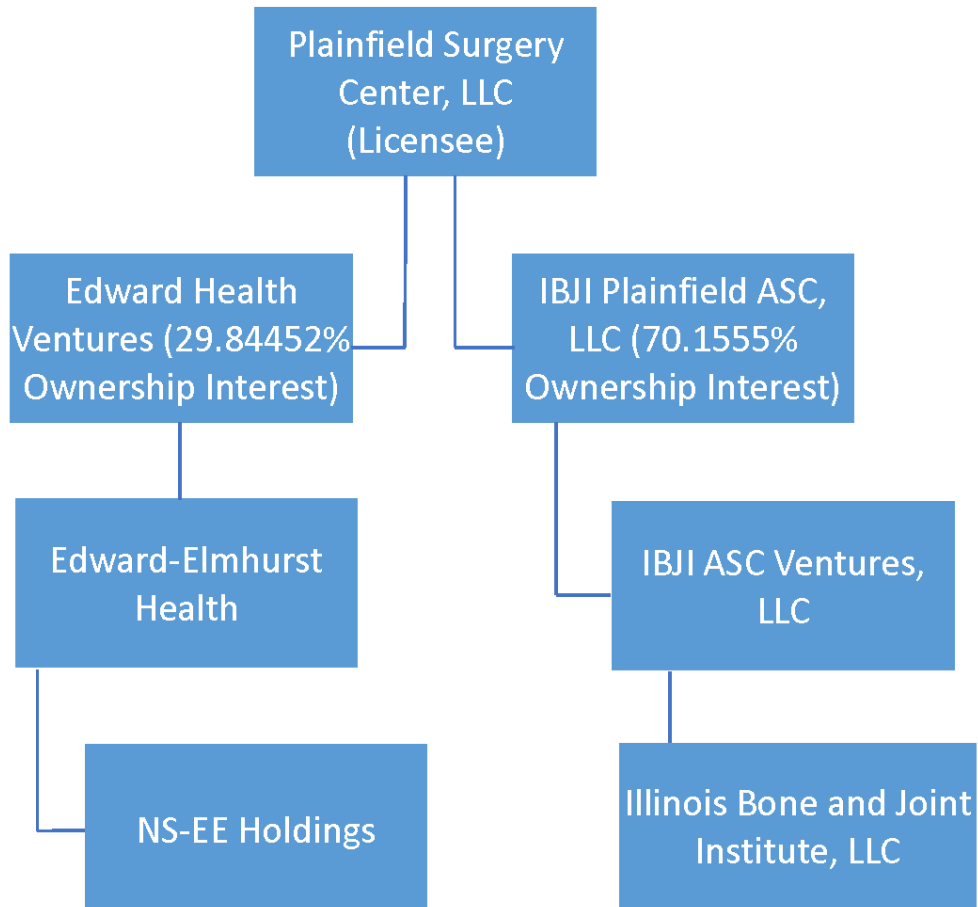 Plainfield Surgery
Center, LLC
(Licensee)
Edward Health
Ventures (29.84452%
Ownership Interest)
IBJI Plainfield ASC,
LLC (70.1555%
Ownership Interest)
Edward-Elmhurst
Health
IBJI ASC Ventures,
LLC
NS-EE Holdings
Illinois Bone and Joint
Institute, LLC